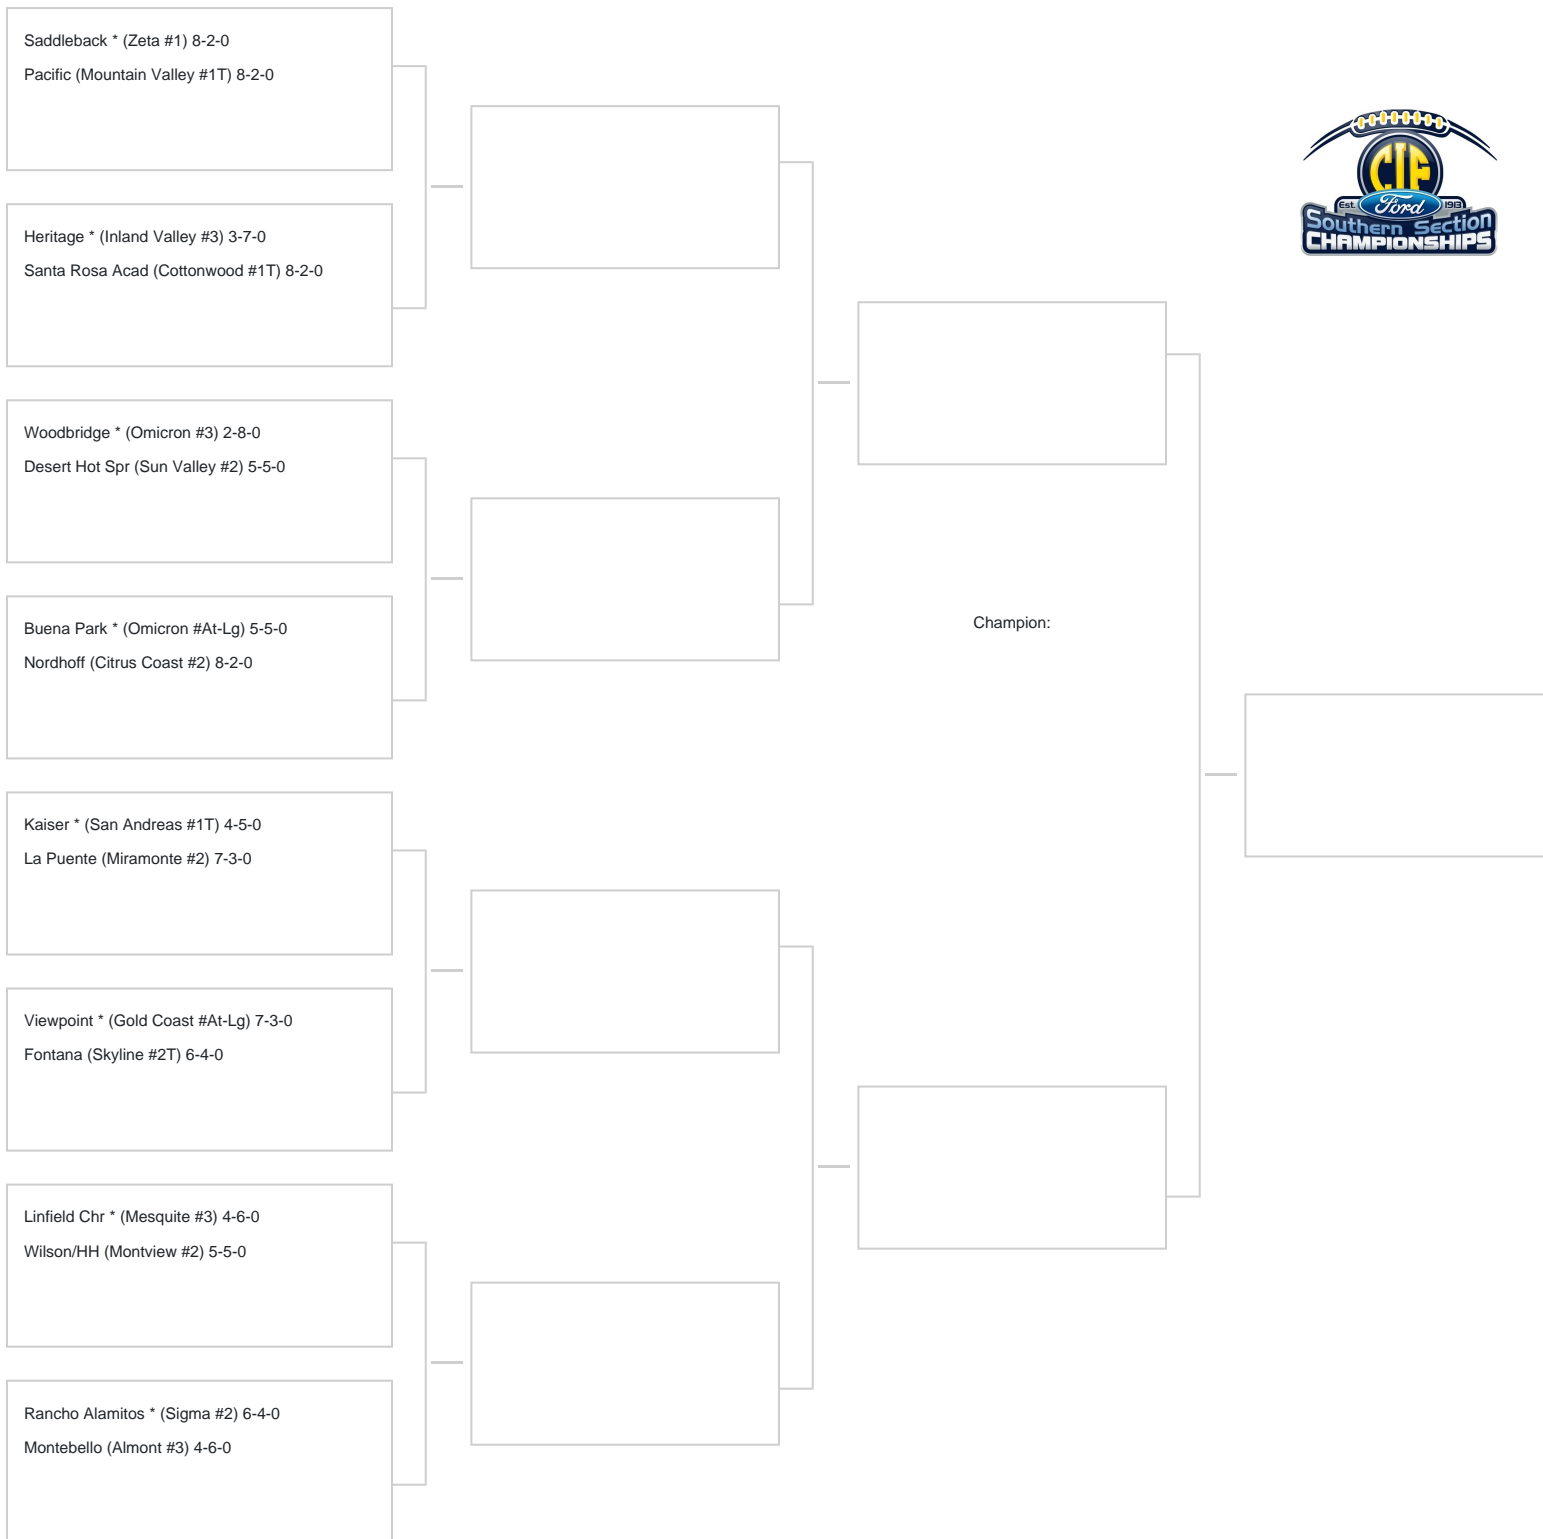 Saddleback * (Zeta #1) 8-2-0
Pacific (Mountain Valley #1T) 8-2-0
Heritage * (Inland Valley #3) 3-7-0
Santa Rosa Acad (Cottonwood #1T) 8-2-0
Woodbridge * (Omicron #3) 2-8-0
Desert Hot Spr (Sun Valley #2) 5-5-0
Buena Park * (Omicron #At-Lg) 5-5-0
Nordhoff (Citrus Coast #2) 8-2-0
Kaiser * (San Andreas #1T) 4-5-0
La Puente (Miramonte #2) 7-3-0
Viewpoint * (Gold Coast #At-Lg) 7-3-0
Fontana (Skyline #2T) 6-4-0
Linfield Chr * (Mesquite #3) 4-6-0
Wilson/HH (Montview #2) 5-5-0
Rancho Alamitos * (Sigma #2) 6-4-0
Montebello (Almont #3) 4-6-0
Champion:
CIF
Est. Ford 1913
Southern Section
CHAMPIONSHIPS